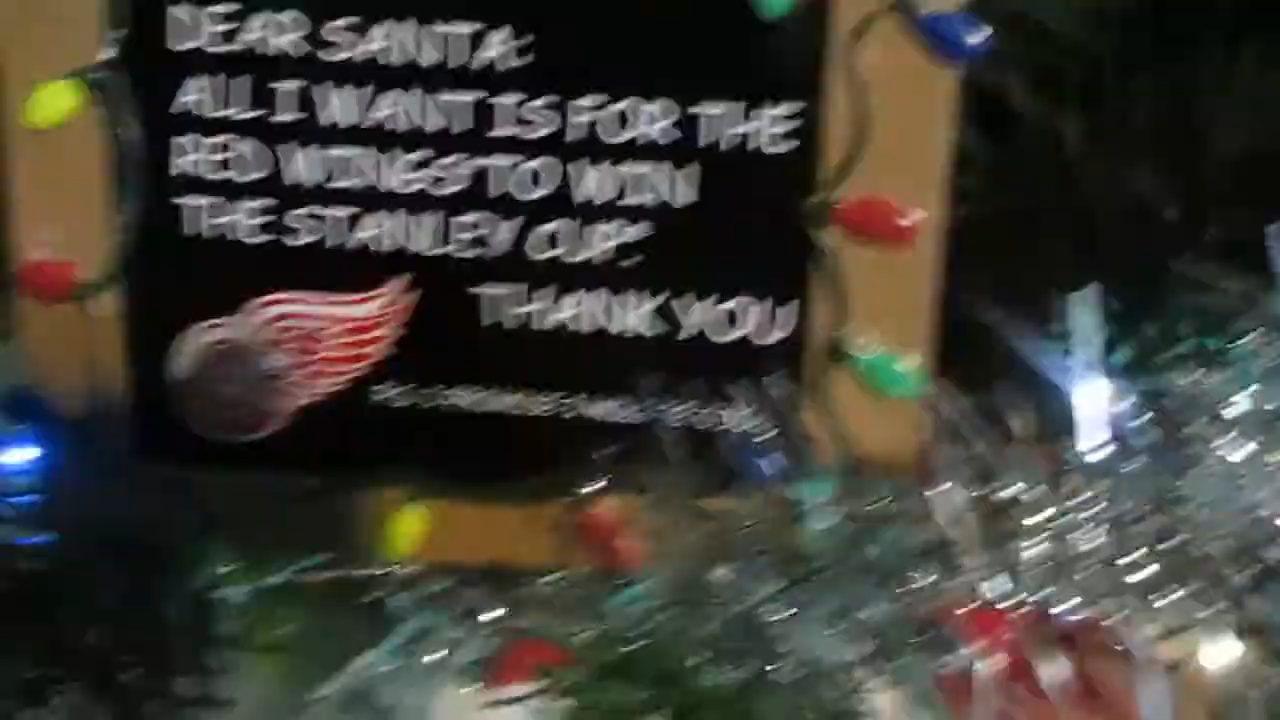 DEAR SANTA:
ALL I WANT IS FOR THE
RED WINGS TO WIN
THE STANLEY CUP.
THANK YOU